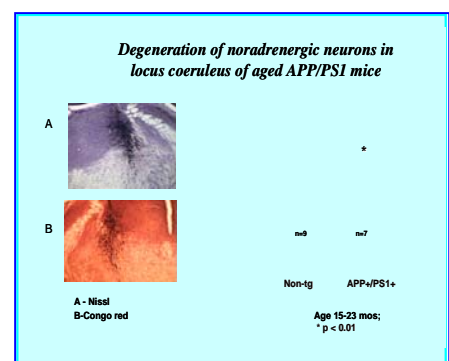 Degeneration of noradrenergic neurons in
locus coeruleus of aged APP/PS1 mice
A
*
B
n=9 n=7
Non-tg APP+/PS1+
A - Nissl
B-Congo red
Age 15-23 mos;
* p < 0.01